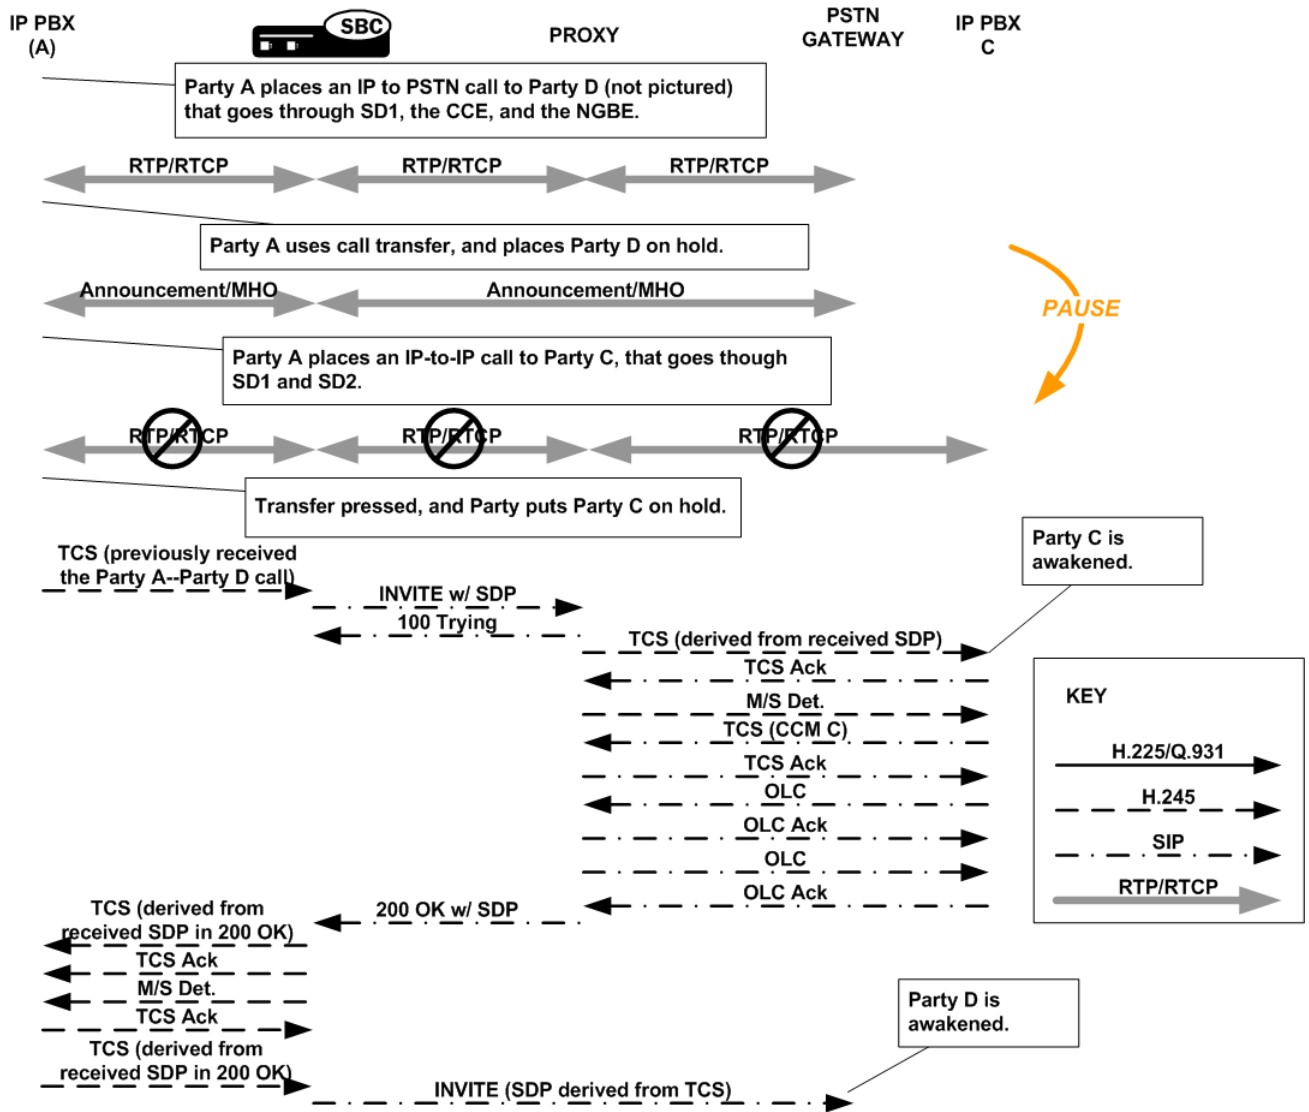 IP PBX
(A)
SBC
PROXY
PSTN
GATEWAY
IP PBX
C
Party A places an IP to PSTN call to Party D (not pictured)
that goes through SD1, the CCE, and the NGBE.
RTP/RTCP
RTP/RTCP
RTP/RTCP
Party A uses call transfer, and places Party D on hold.
Announcement/MHO
Announcement/MHO
PAUSE
Party A places an IP-to-IP call to Party C, that goes though
SD1 and SD2.
RTP/RTCP
RTP/RTCP
RTP/RTCP
Transfer pressed, and Party puts Party C on hold.
Party C is
awakened.
TCS (previously received
the Party A--Party D call)
INVITE w/ SDP
100 Trying
TCS (derived from received SDP)
TCS Ack
M/S Det.
TCS (CCM C)
TCS Ack
OLC
OLC Ack
OLC
OLC Ack
KEY
H.225/Q.931
H.245
SIP
RTP/RTCP
200 OK w/ SDP
TCS (derived from
received SDP in 200 OK)
TCS Ack
M/S Det.
TCS Ack
TCS (derived from
received SDP in 200 OK)
Party D is
awakened.
INVITE (SDP derived from TCS)